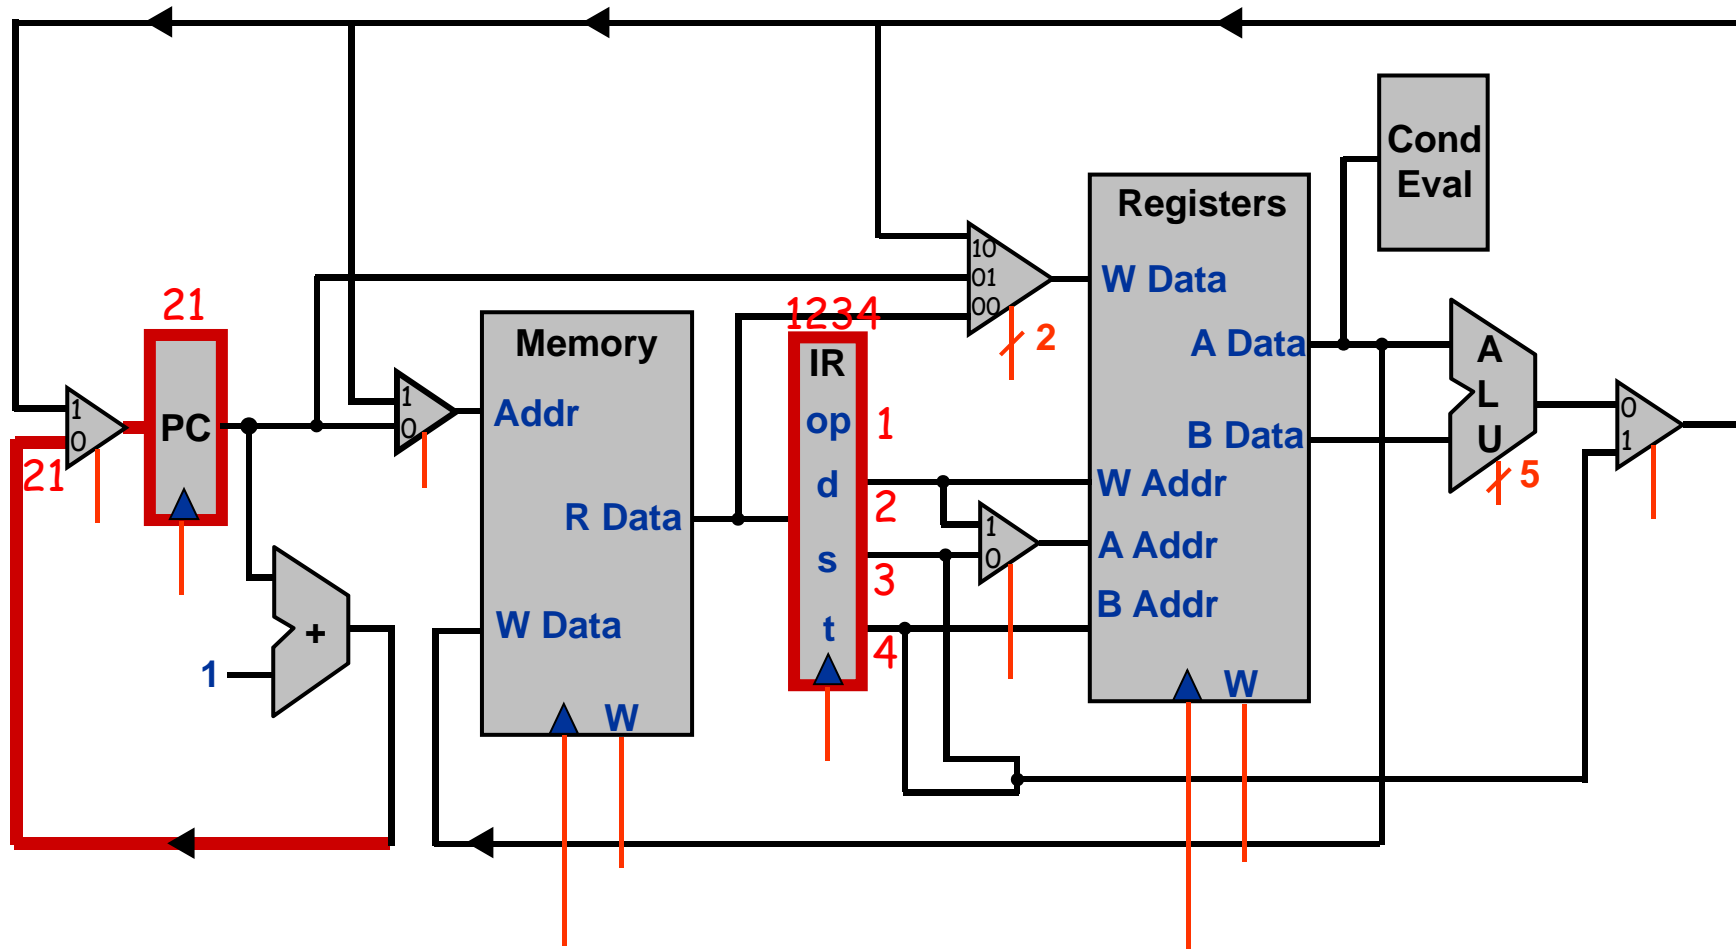 Cond
Eval
Registers
10
01
00
W Data
2
21
1234
Memory
IR
A Data
A
L
U
1
0
PC
1
0
Addr
op
1
B Data
0
1
21
5
d
2
W Addr
R Data
1
0
A Addr
s
3
B Addr
W Data
t
4
+
1
W
W